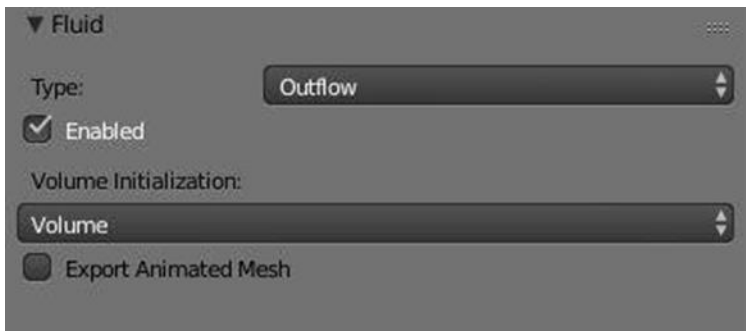 Fluid
Type: Outflow
Enabled
Volume Initialization:
Volume
Export Animated Mesh